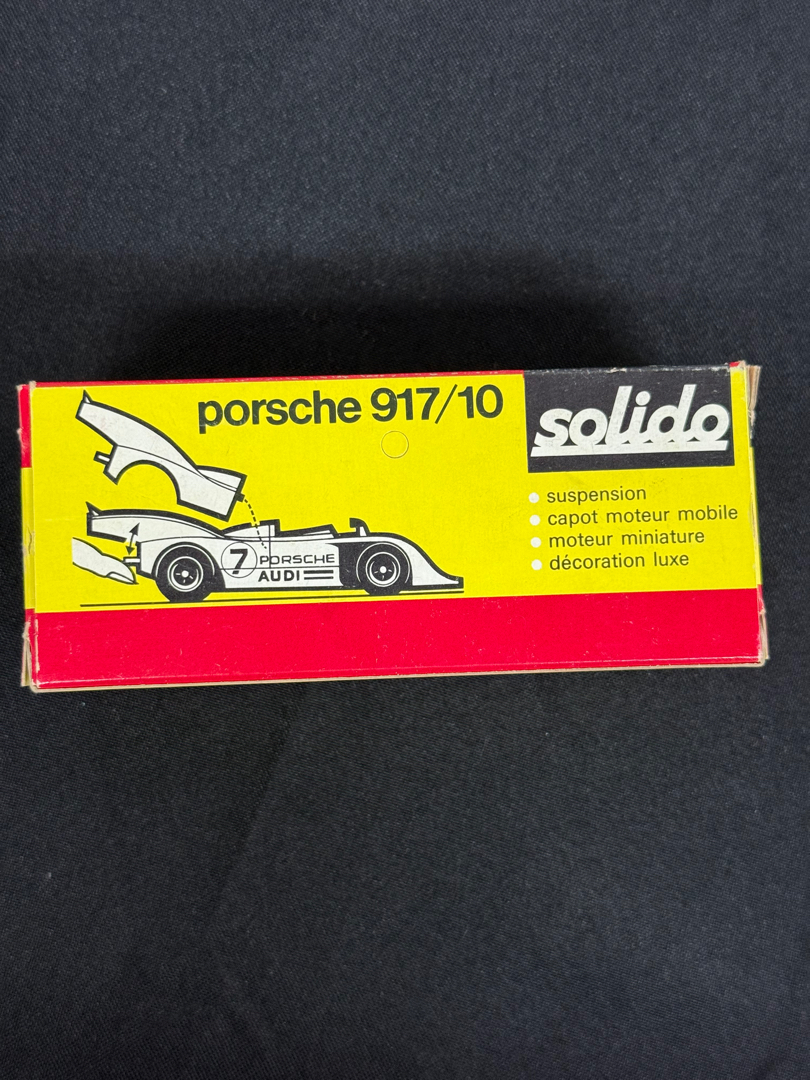 porsche 917/10
solido
suspension
capot moteur mobile
moteur miniature
décoration luxe
7 PORSCHE
AUDI